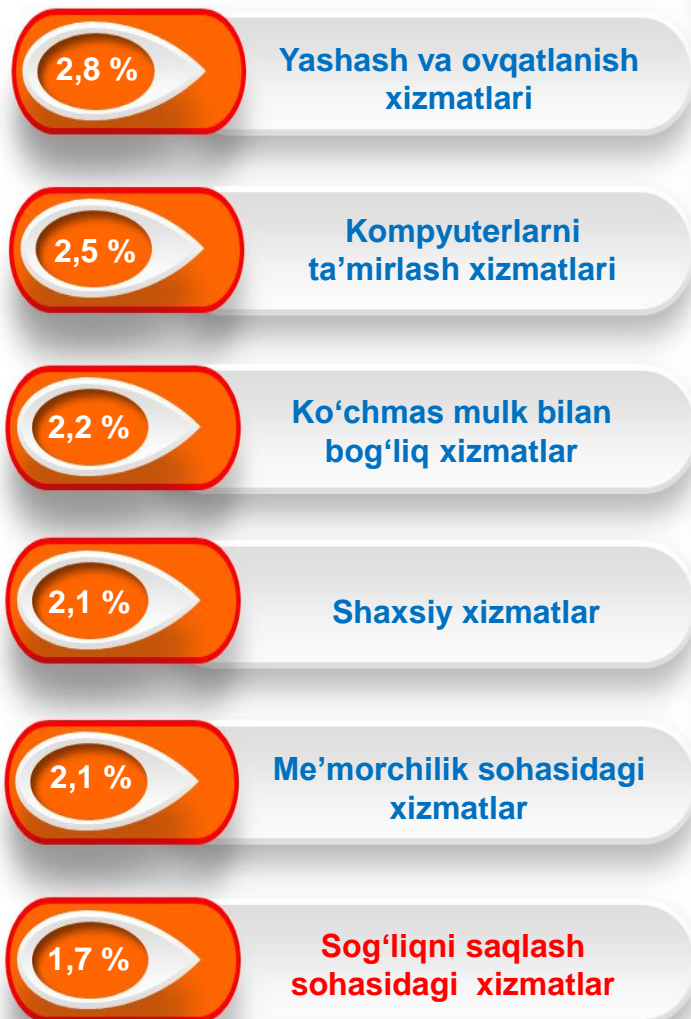 2,8 %
Yashash va ovqatlanish
xizmatlari
2,5 %
Kompyuterlarni
ta’mirlash xizmatlari
2,2 %
Ko‘chmas mulk bilan
bog‘liq xizmatlar
2,1 %
Shaxsiy xizmatlar
2,1 %
Me’morchilik sohasidagi
xizmatlar
1,7 %
Sog‘liqni saqlash
sohasidagi xizmatlar